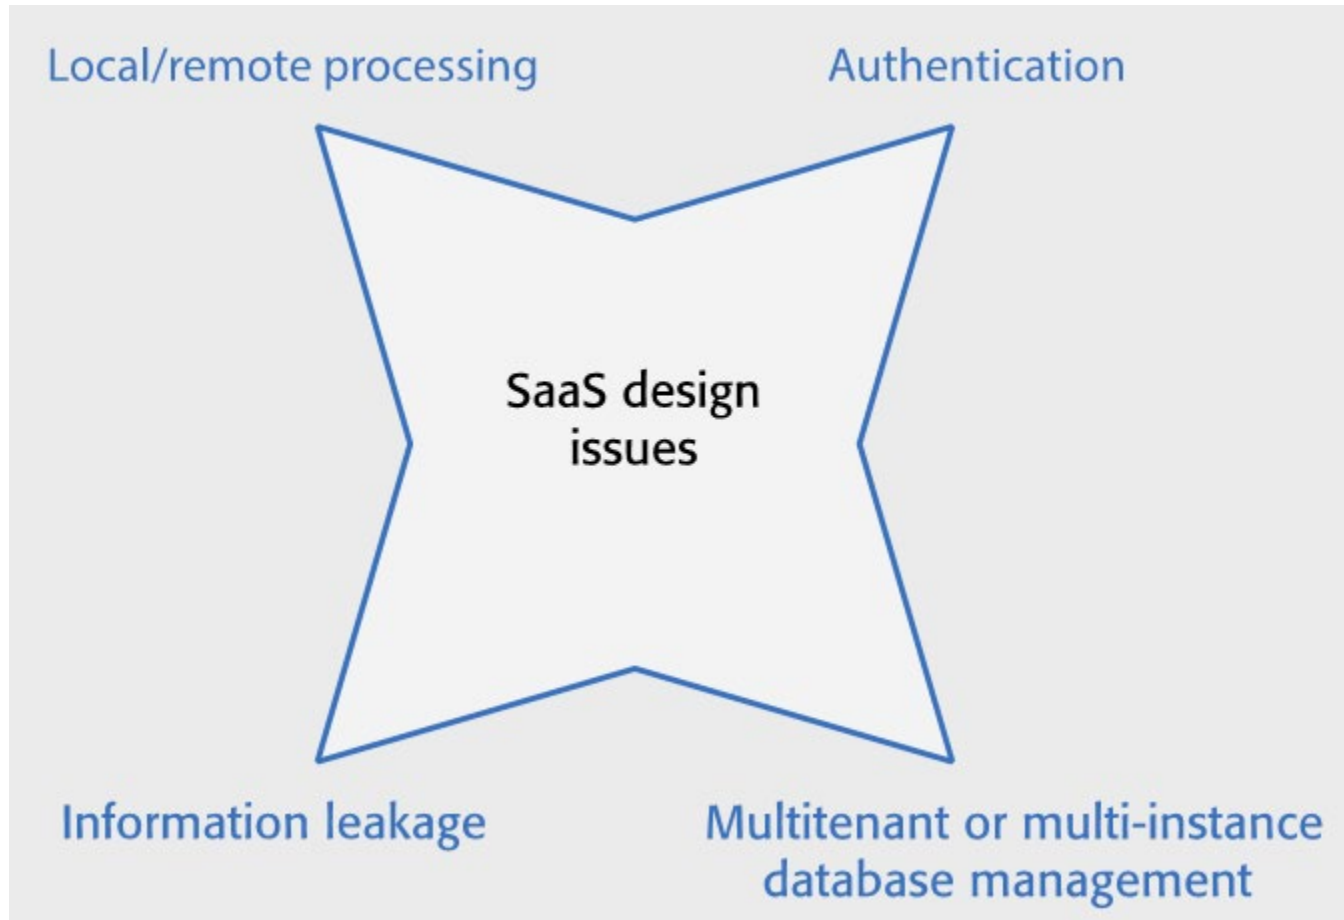 Local/remote processing
Authentication
SaaS design
issues
Information leakage
Multitenant or multi-instance
database management